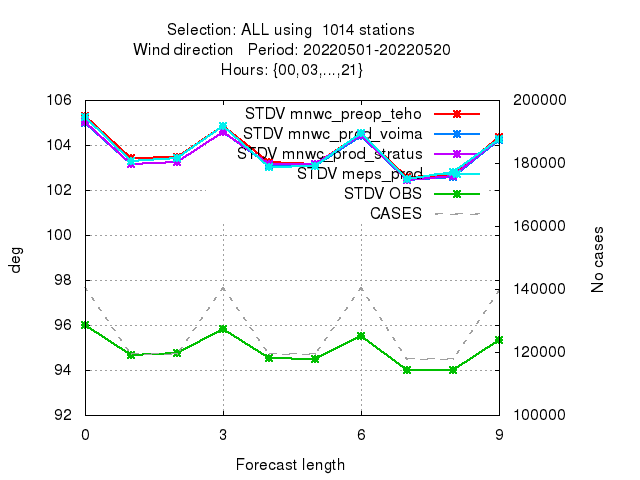 Selection: ALL using  1014 stations
Wind direction   Period: 20220501-20220520
Hours: {00,03,...,21}
106
104
102
100
98
96
94
92
deg
STDV mnwc_preop_teho
STDV mnwc_prod_voima
STDV mnwc_prod_stratus
STDV meps_prod
STDV OBS
CASES
200000
180000
160000
140000
120000
100000
No cases
0 3 6 9
Forecast length